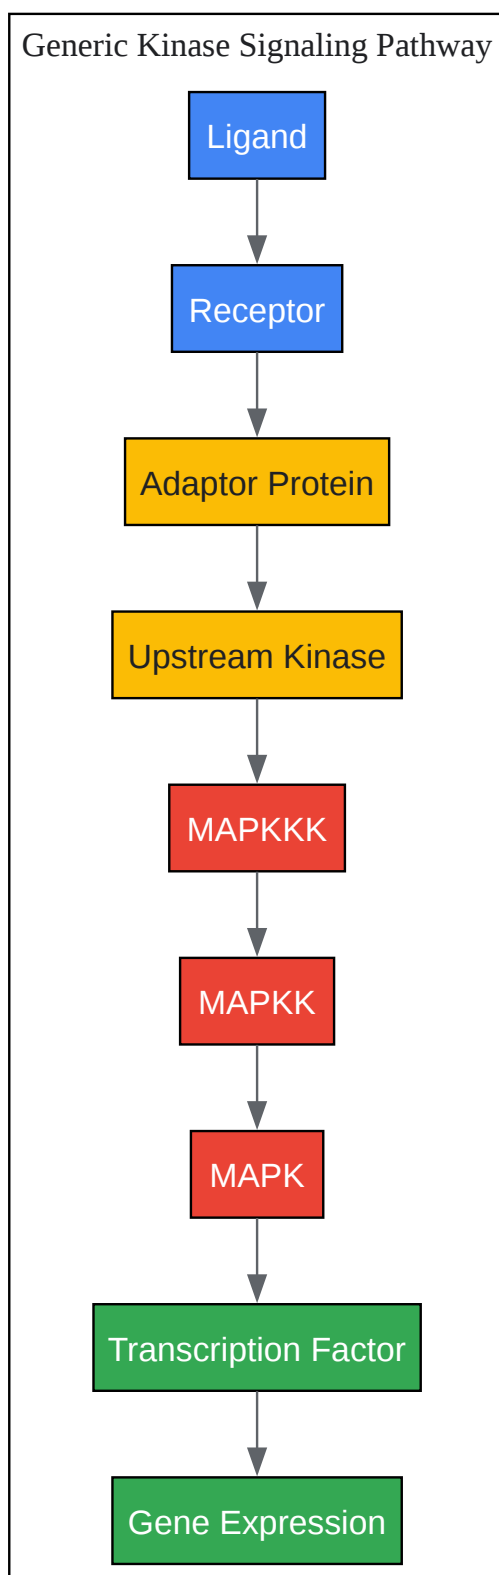 Generic Kinase Signaling Pathway
Ligand
Receptor
Adaptor Protein
Upstream Kinase
MAPKKK
MAPKK
MAPK
Transcription Factor
Gene Expression